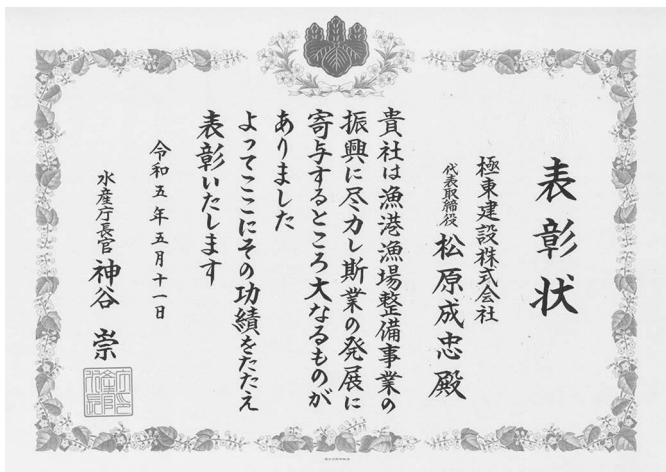 表彰状
極東建設株式会社
代表取締役 松原成忠殿
貴社は漁港漁場整備事業の
振興に尽力し斯業の発展に
寄与するところ大なるものが
ありました
よってここにその功績をたたえ
表彰いたします
令和五年五月十一日
水産庁長官 神谷崇